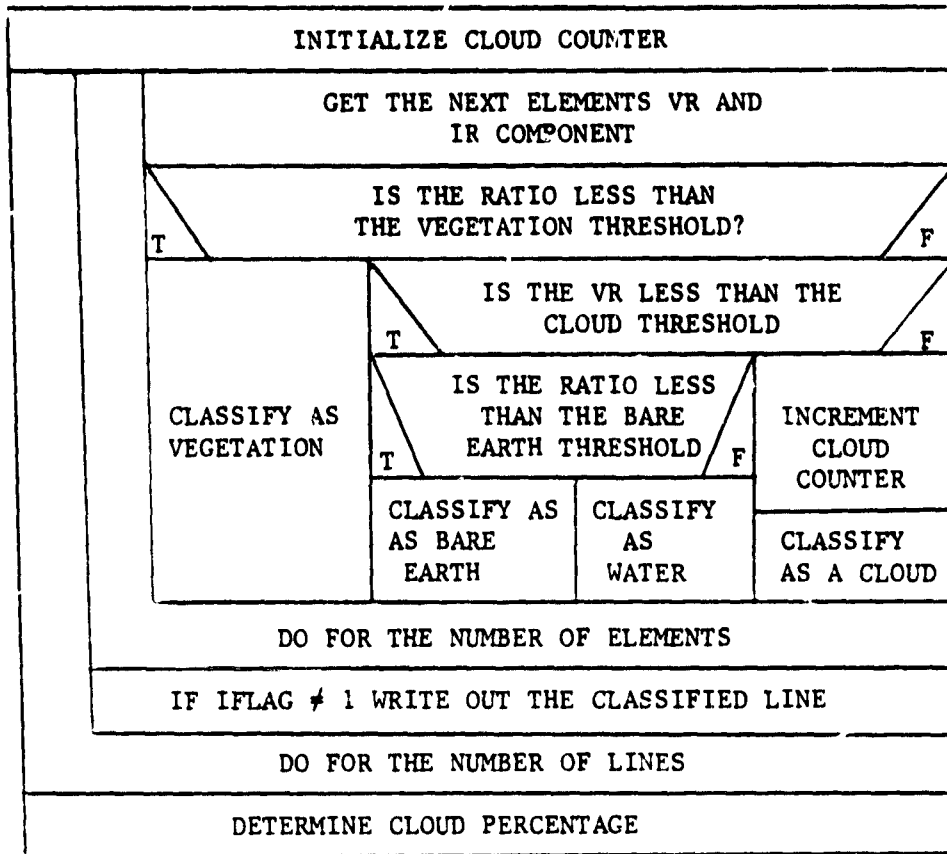 INITIALIZE CLOUD COUNTER
GET THE NEXT ELEMENTS VR AND
IR COMPONENT
IS THE RATIO LESS THAN
THE VEGETATION THRESHOLD?
T
F
IS THE VR LESS THAN THE
CLOUD THRESHOLD
T
F
CLASSIFY AS
VEGETATION
IS THE RATIO LESS
THAN THE BARE
EARTH THRESHOLD
T
F
INCREMENT
CLOUD
COUNTER
CLASSIFY AS
AS BARE
EARTH
CLASSIFY
AS
WATER
CLASSIFY
AS A CLOUD
DO FOR THE NUMBER OF ELEMENTS
IF IFLAG ≠ 1 WRITE OUT THE CLASSIFIED LINE
DO FOR THE NUMBER OF LINES
DETERMINE CLOUD PERCENTAGE